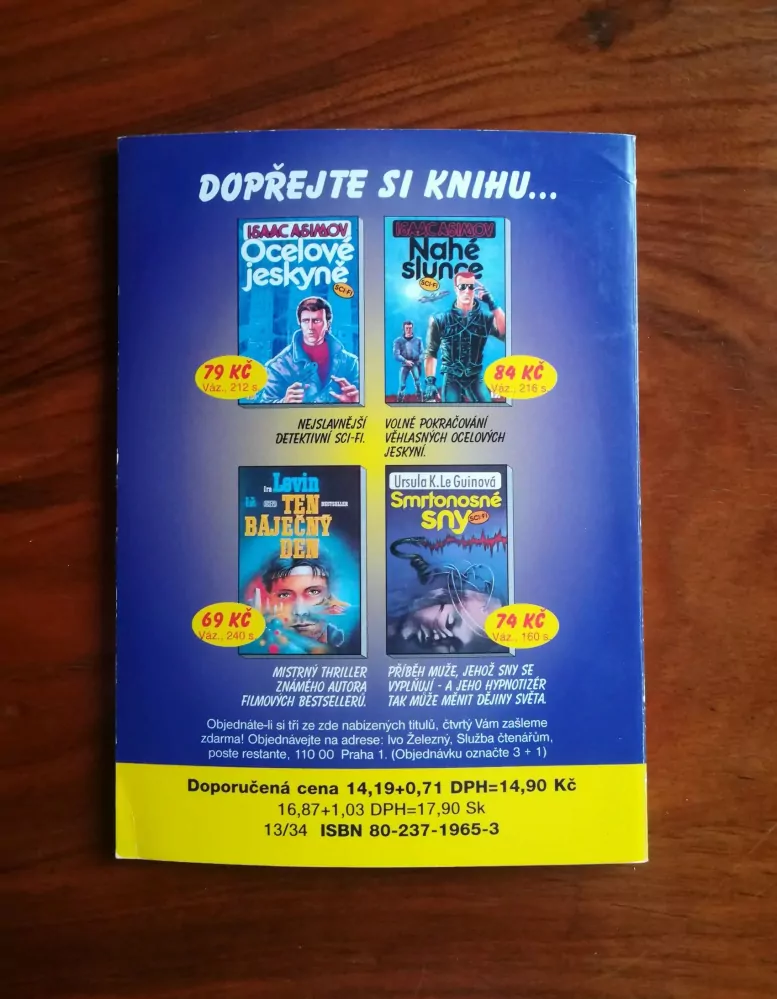 DOPŘEJTE SI KNIHU...
ISAAC ASIMOV
Ocelové
jeskyně
SCI-FI
79 KČ
Váz., 212 s.
NEJSLAVNĚJŠÍ
DETEKTIVNÍ SCI-FI.
ISAAC ASIMOV
Nahé
slunce
SCI-FI
84 KČ
Váz., 216 s.
VOLNÉ POKRAČOVÁNÍ
VĚHLASNÝCH OCELOVÝCH
JESKYNÍ.
Ira Levin
BESTSELLER
TEN
BÁJEČNÝ
DEN
69 KČ
Váz., 240 s.
MISTRNÝ THRILLER
ZNÁMÉHO AUTORA
FILMOVÝCH BESTSELLERŮ.
Ursula K. Le Guinová
Smrtonosné
sny
SCI-FI
74 KČ
Váz., 160 s.
PŘÍBĚH MUŽE, JEHOŽ SNY SE
VYPLŇUJÍ - A JEHO HYPNOTIZÉR
TAK MŮŽE MĚNIT DĚJINY SVĚTA.
Objednáte-li si tři ze zde nabízených titulů, čtvrtý Vám zašleme
zdarma! Objednávejte na adrese: Ivo Železný, Služba čtenářům,
poste restante, 110 00 Praha 1. (Objednávku označte 3 + 1)
Doporučená cena 14,19+0,71 DPH=14,90 Kč
16,87+1,03 DPH=17,90 Sk
13/34 ISBN 80-237-1965-3